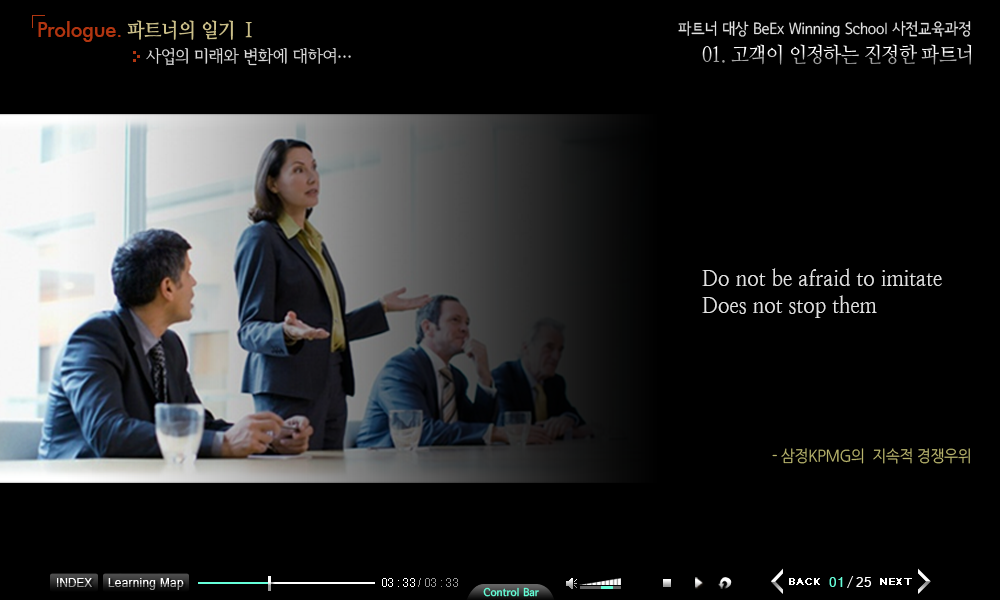 Prologue. 파트너의 일기 I
사업의 미래와 변화에 대하여…
파트너 대상 BeEx Winning School 사전교육과정
01. 고객이 인정하는 진정한 파트너
Do not be afraid to imitate
Does not stop them
- 삼정KPMG의 지속적 경쟁우위
INDEX Learning Map 03:33/03:33 Control Bar BACK 01/25 NEXT